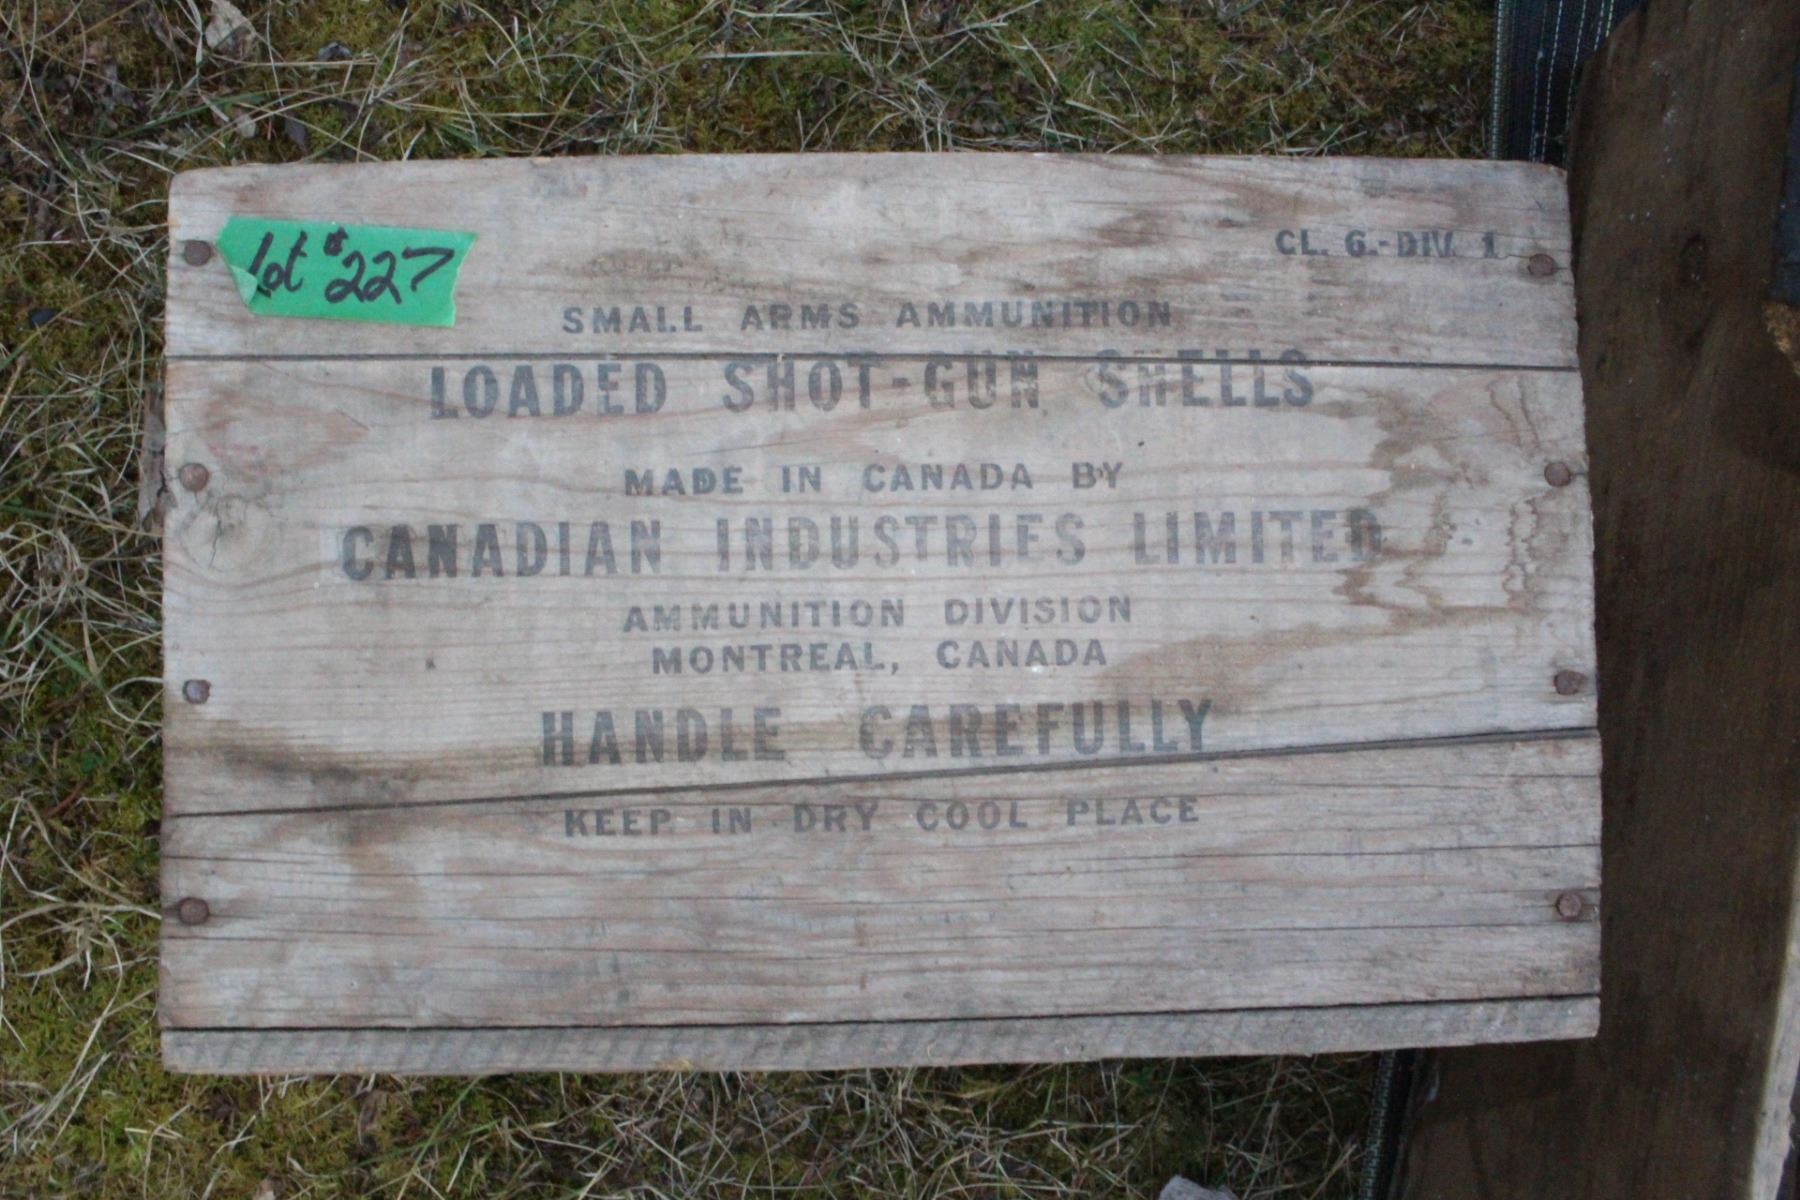 Lot #227
CL. 6.-DIV. 1
SMALL ARMS AMMUNITION
LOADED SHOT-GUN SHELLS
MADE IN CANADA BY
CANADIAN INDUSTRIES LIMITED
AMMUNITION DIVISION
MONTREAL, CANADA
HANDLE CAREFULLY
KEEP IN DRY COOL PLACE